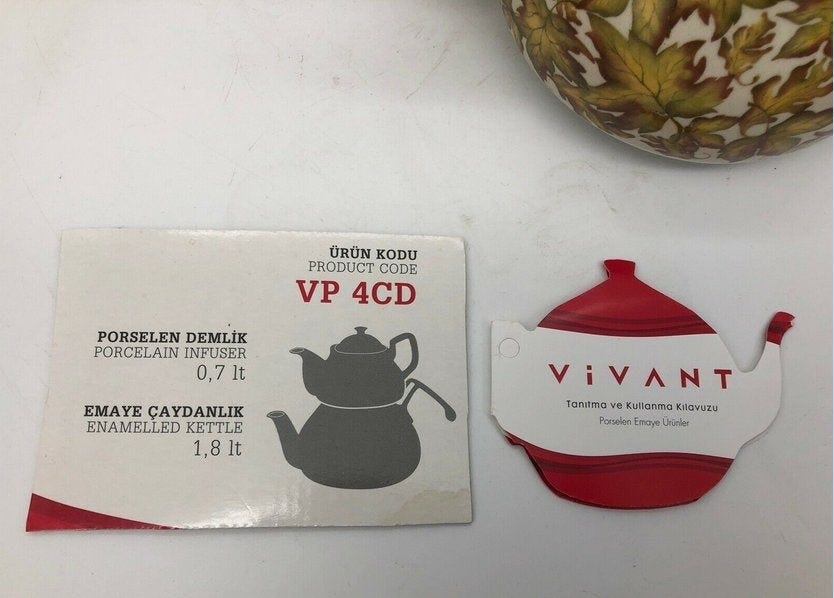 ÜRÜN KODU
PRODUCT CODE
VP 4CD
PORSELEN DEMLİK
PORCELAIN INFUSER
0,7 lt
EMAYE ÇAYDANLIK
ENAMELLED KETTLE
1,8 lt
ViVANT
Tanıtma ve Kullanma Kılavuzu
Porselen Emaye Ürünler